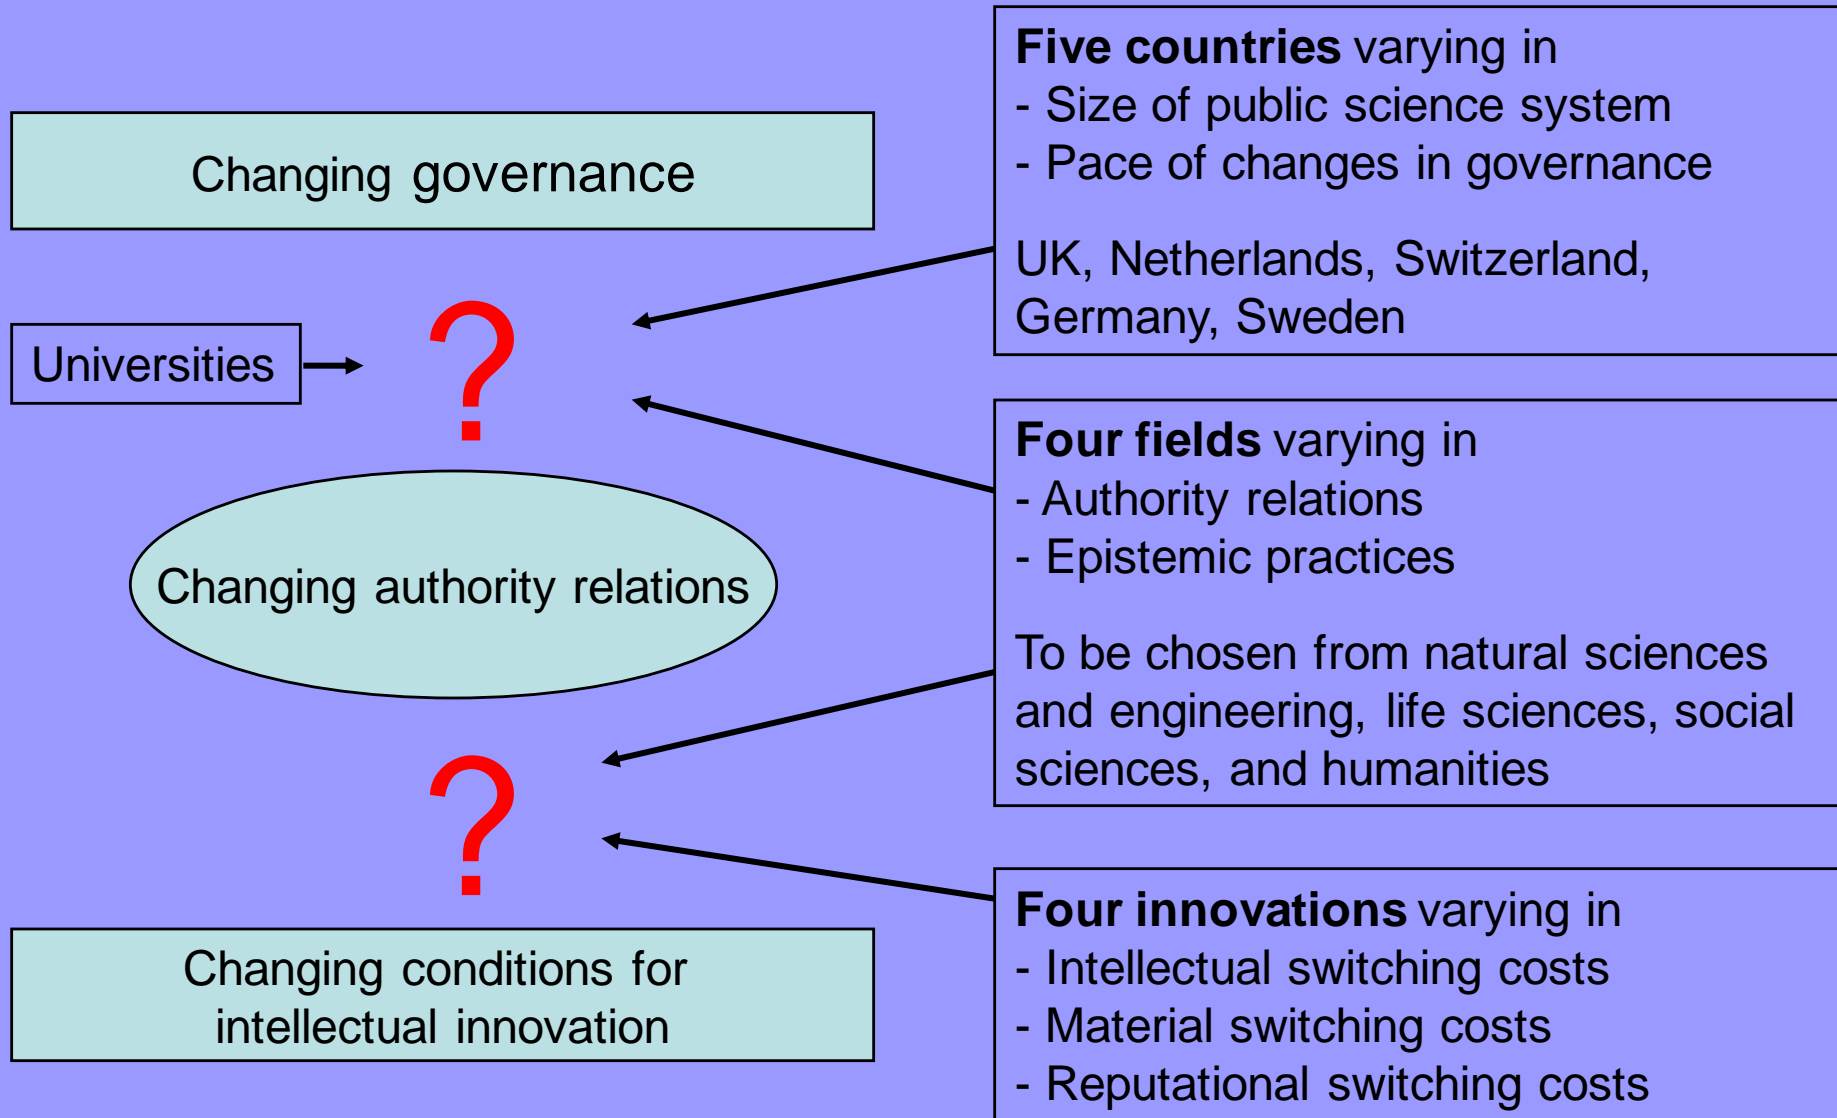 Changing governance
Universities
?
Changing authority relations
?
Changing conditions for
intellectual innovation
Five countries varying in
- Size of public science system
- Pace of changes in governance
UK, Netherlands, Switzerland,
Germany, Sweden
Four fields varying in
- Authority relations
- Epistemic practices
To be chosen from natural sciences
and engineering, life sciences, social
sciences, and humanities
Four innovations varying in
- Intellectual switching costs
- Material switching costs
- Reputational switching costs